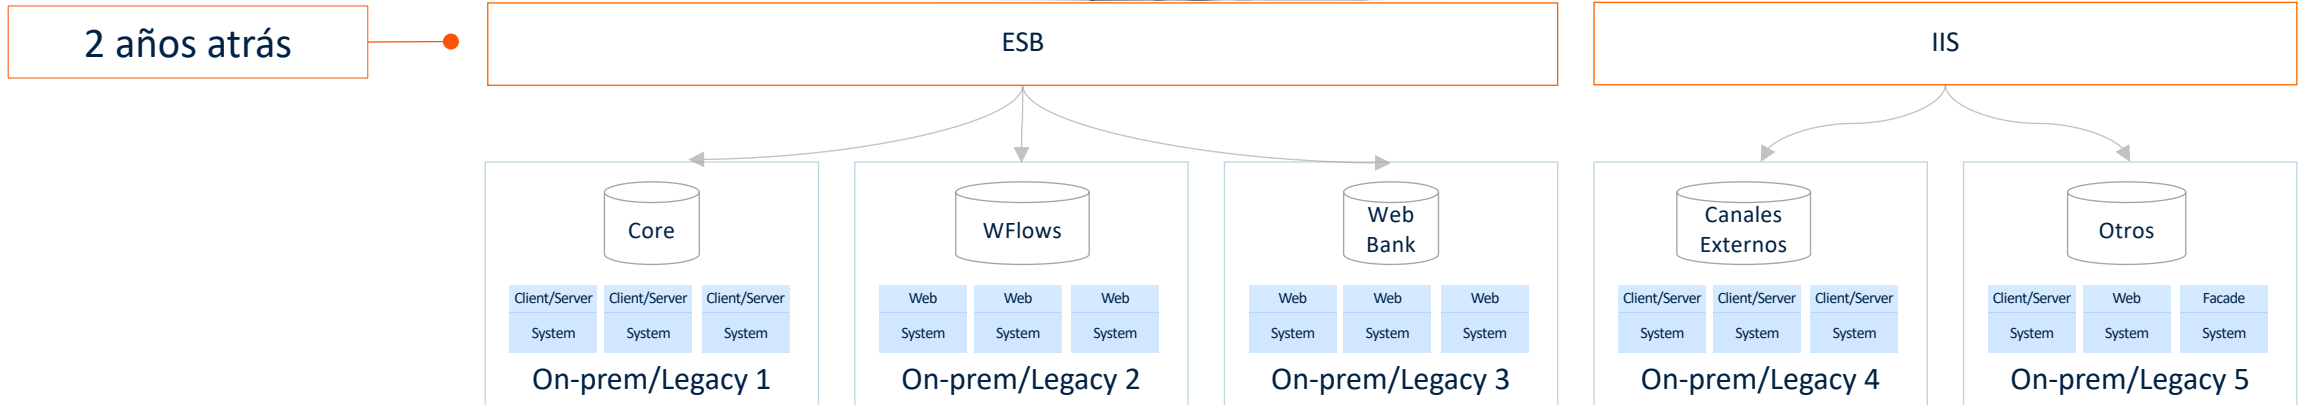 2 años atrás
ESB
IIS
Core
WFlows
Web
Bank
Canales
Externos
Otros
Client/Server Client/Server Client/Server
System System System
Web Web Web
System System System
Web Web Web
System System System
Client/Server Client/Server Client/Server
System System System
Client/Server Web Facade
System System System
On-prem/Legacy 1
On-prem/Legacy 2
On-prem/Legacy 3
On-prem/Legacy 4
On-prem/Legacy 5